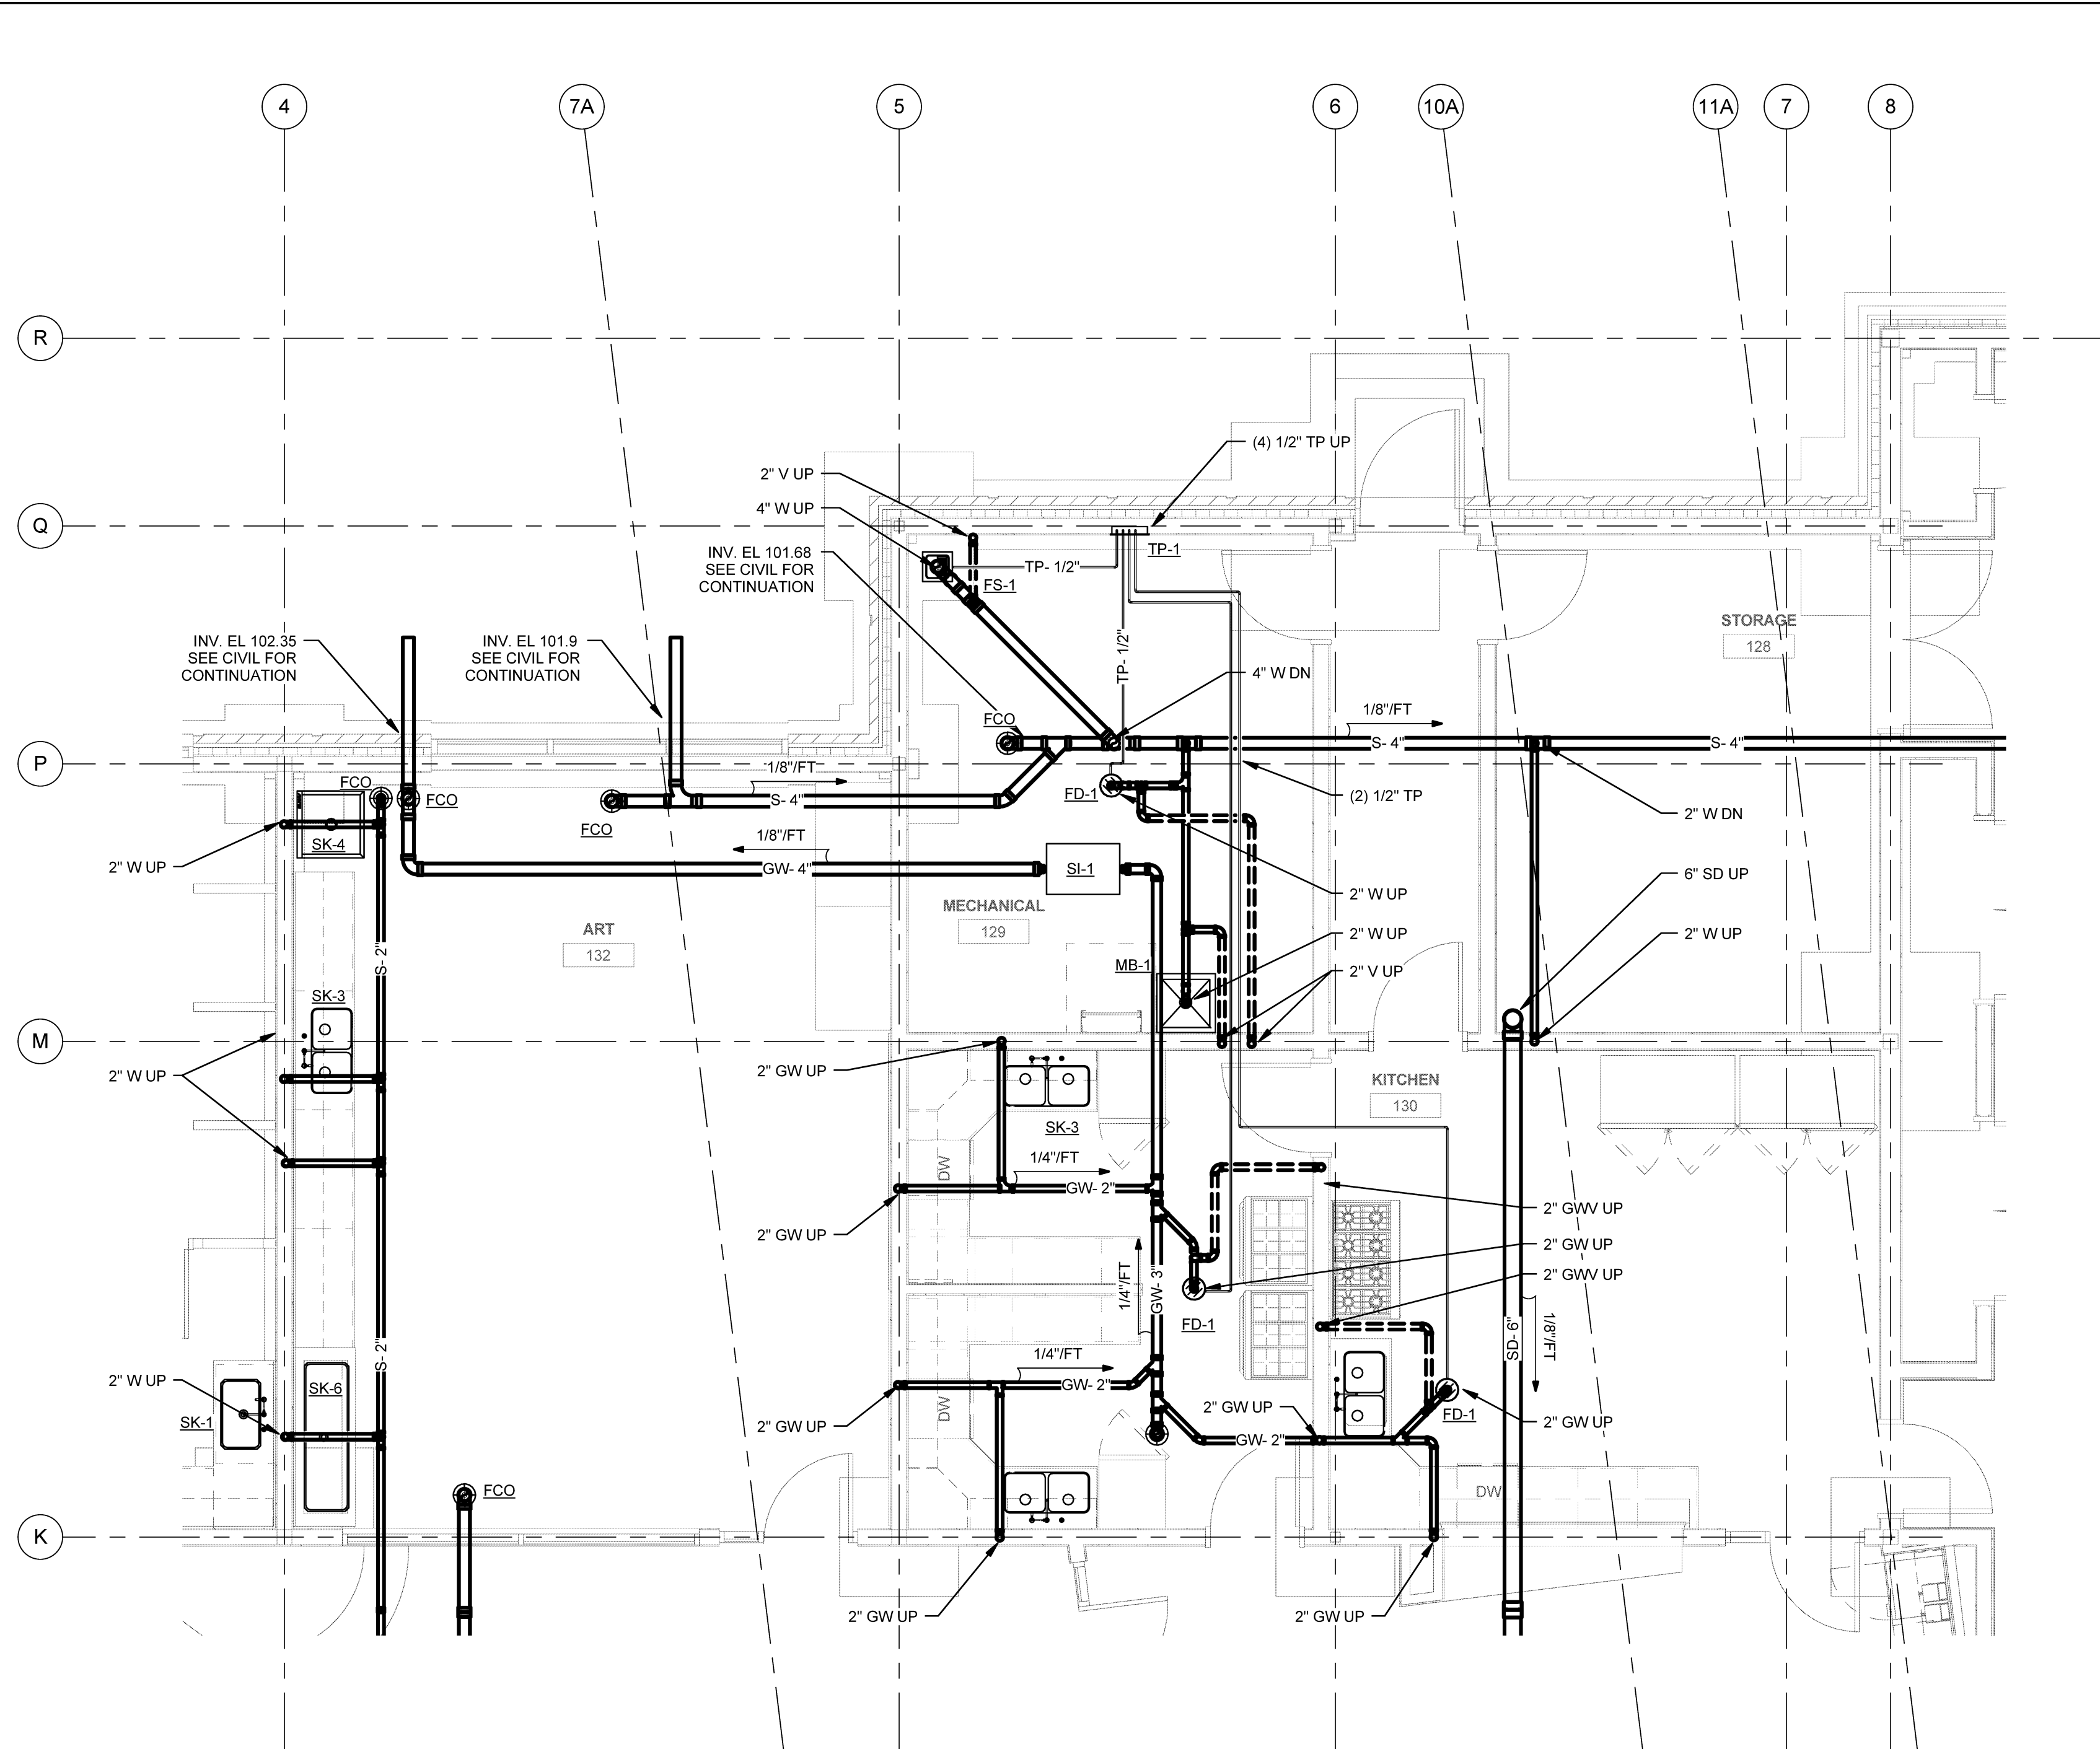 4
7A
5
6
10A
11A
7
8
R
Q
P
M
K
(4) 1/2" TP UP
2" V UP
4" W UP
INV. EL 101.68
SEE CIVIL FOR
CONTINUATION
TP-1
TP- 1/2"
FS-1
TP- 1/2"
STORAGE
128
INV. EL 102.35
SEE CIVIL FOR
CONTINUATION
INV. EL 101.9
SEE CIVIL FOR
CONTINUATION
4" W DN
FCO
1/8"/FT
S- 4"
S- 4"
1/8"/FT
FCO
FCO
S- 4"
FCO
FD-1
(2) 1/2" TP
2" W DN
SK-4
2" W UP
1/8"/FT
GW- 4"
SI-1
6" SD UP
2" W UP
MECHANICAL
129
ART
132
2" W UP
2" W UP
S- 2"
MB-1
2" V UP
SK-3
2" W UP
2" GW UP
KITCHEN
130
SK-3
1/4"/FT
DW
GW- 2"
2" GWV UP
2" GW UP
2" GW UP
2" GWV UP
1/4"/FT
GW- 3"
FD-1
SD- 6"
1/8"/FT
S- 2"
1/4"/FT
GW- 2"
2" W UP
SK-6
SK-1
DW
2" GW UP
2" GW UP
FD-1
2" GW UP
GW- 2"
FCO
DW
2" GW UP
2" GW UP